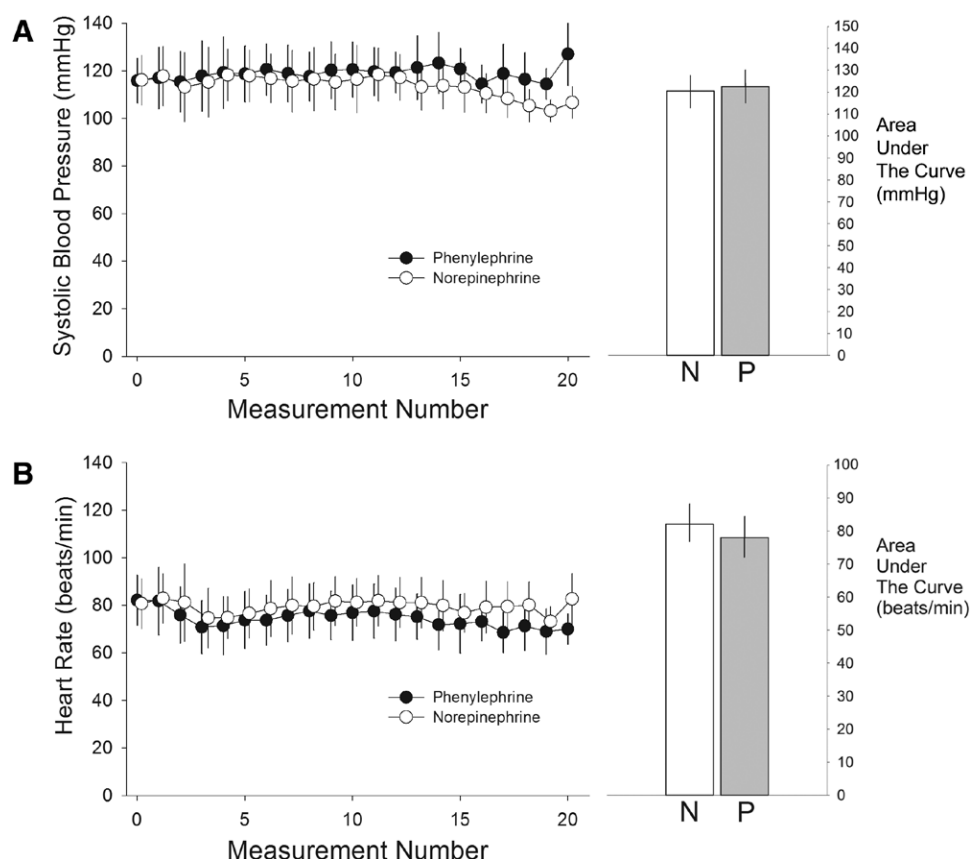 A
Systolic Blood Pressure (mmHg)
140
120
100
80
60
40
20
0
Phenylephrine
Norepinephrine
0
5
10
15
20
Measurement Number
150
140
130
120
110
100
90
80
70
60
50
40
30
20
10
0
N
P
Area
Under
The Curve
(mmHg)
B
Heart Rate (beats/min)
140
120
100
80
60
40
20
0
Phenylephrine
Norepinephrine
0
5
10
15
20
Measurement Number
100
90
80
70
60
50
40
30
20
10
0
N
P
Area
Under
The Curve
(beats/min)